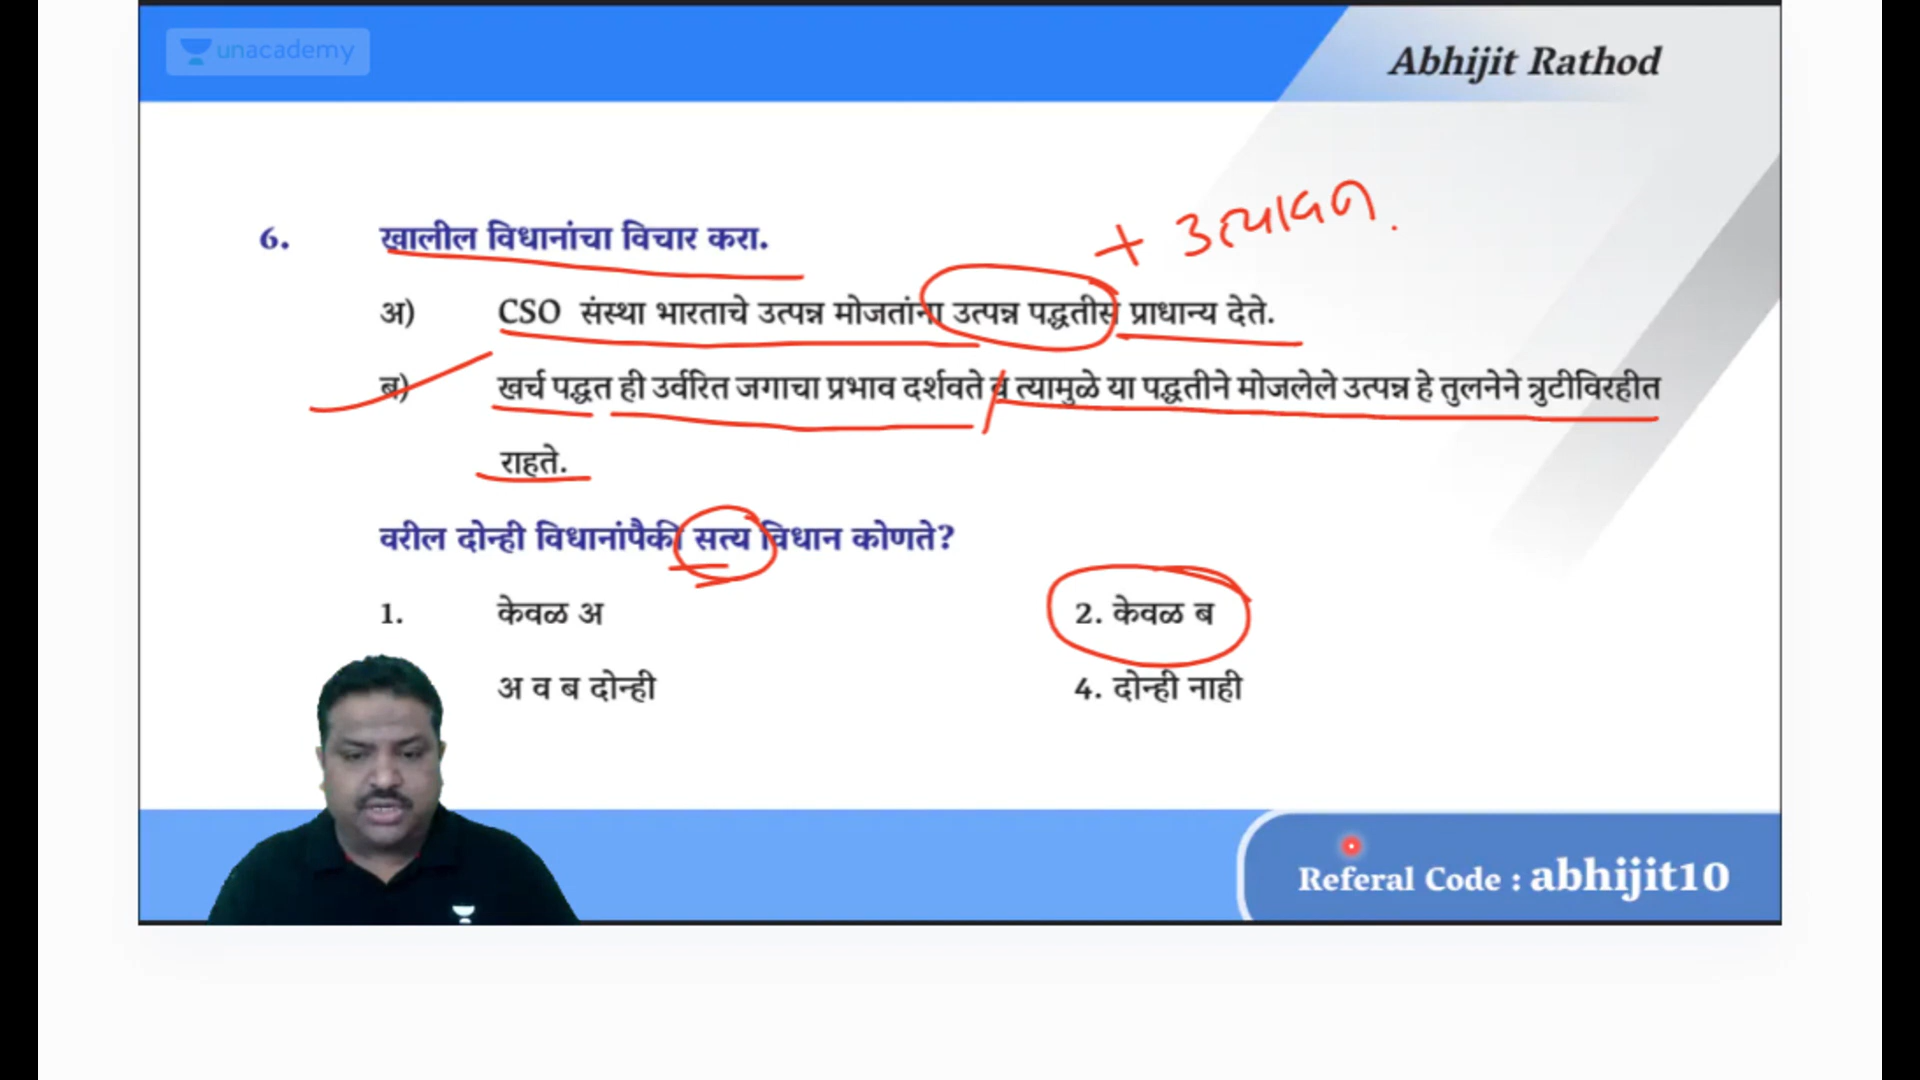 unacademy
Abhijit Rathod
+ उत्पादन.
6. खालील विधानांचा विचार करा.
अ) CSO संस्था भारताचे उत्पन्न मोजतांना उत्पन्न पद्धतीस प्राधान्य देते.
ब) खर्च पद्धत ही उर्वरित जगाचा प्रभाव दर्शवते व त्यामुळे या पद्धतीने मोजलेले उत्पन्न हे तुलनेने त्रुटीविरहीत
राहते.
वरील दोन्ही विधानांपैकी सत्य विधान कोणते?
1. केवळ अ 2. केवळ ब
अ व ब दोन्ही 4. दोन्ही नाही
Referal Code : abhijit10